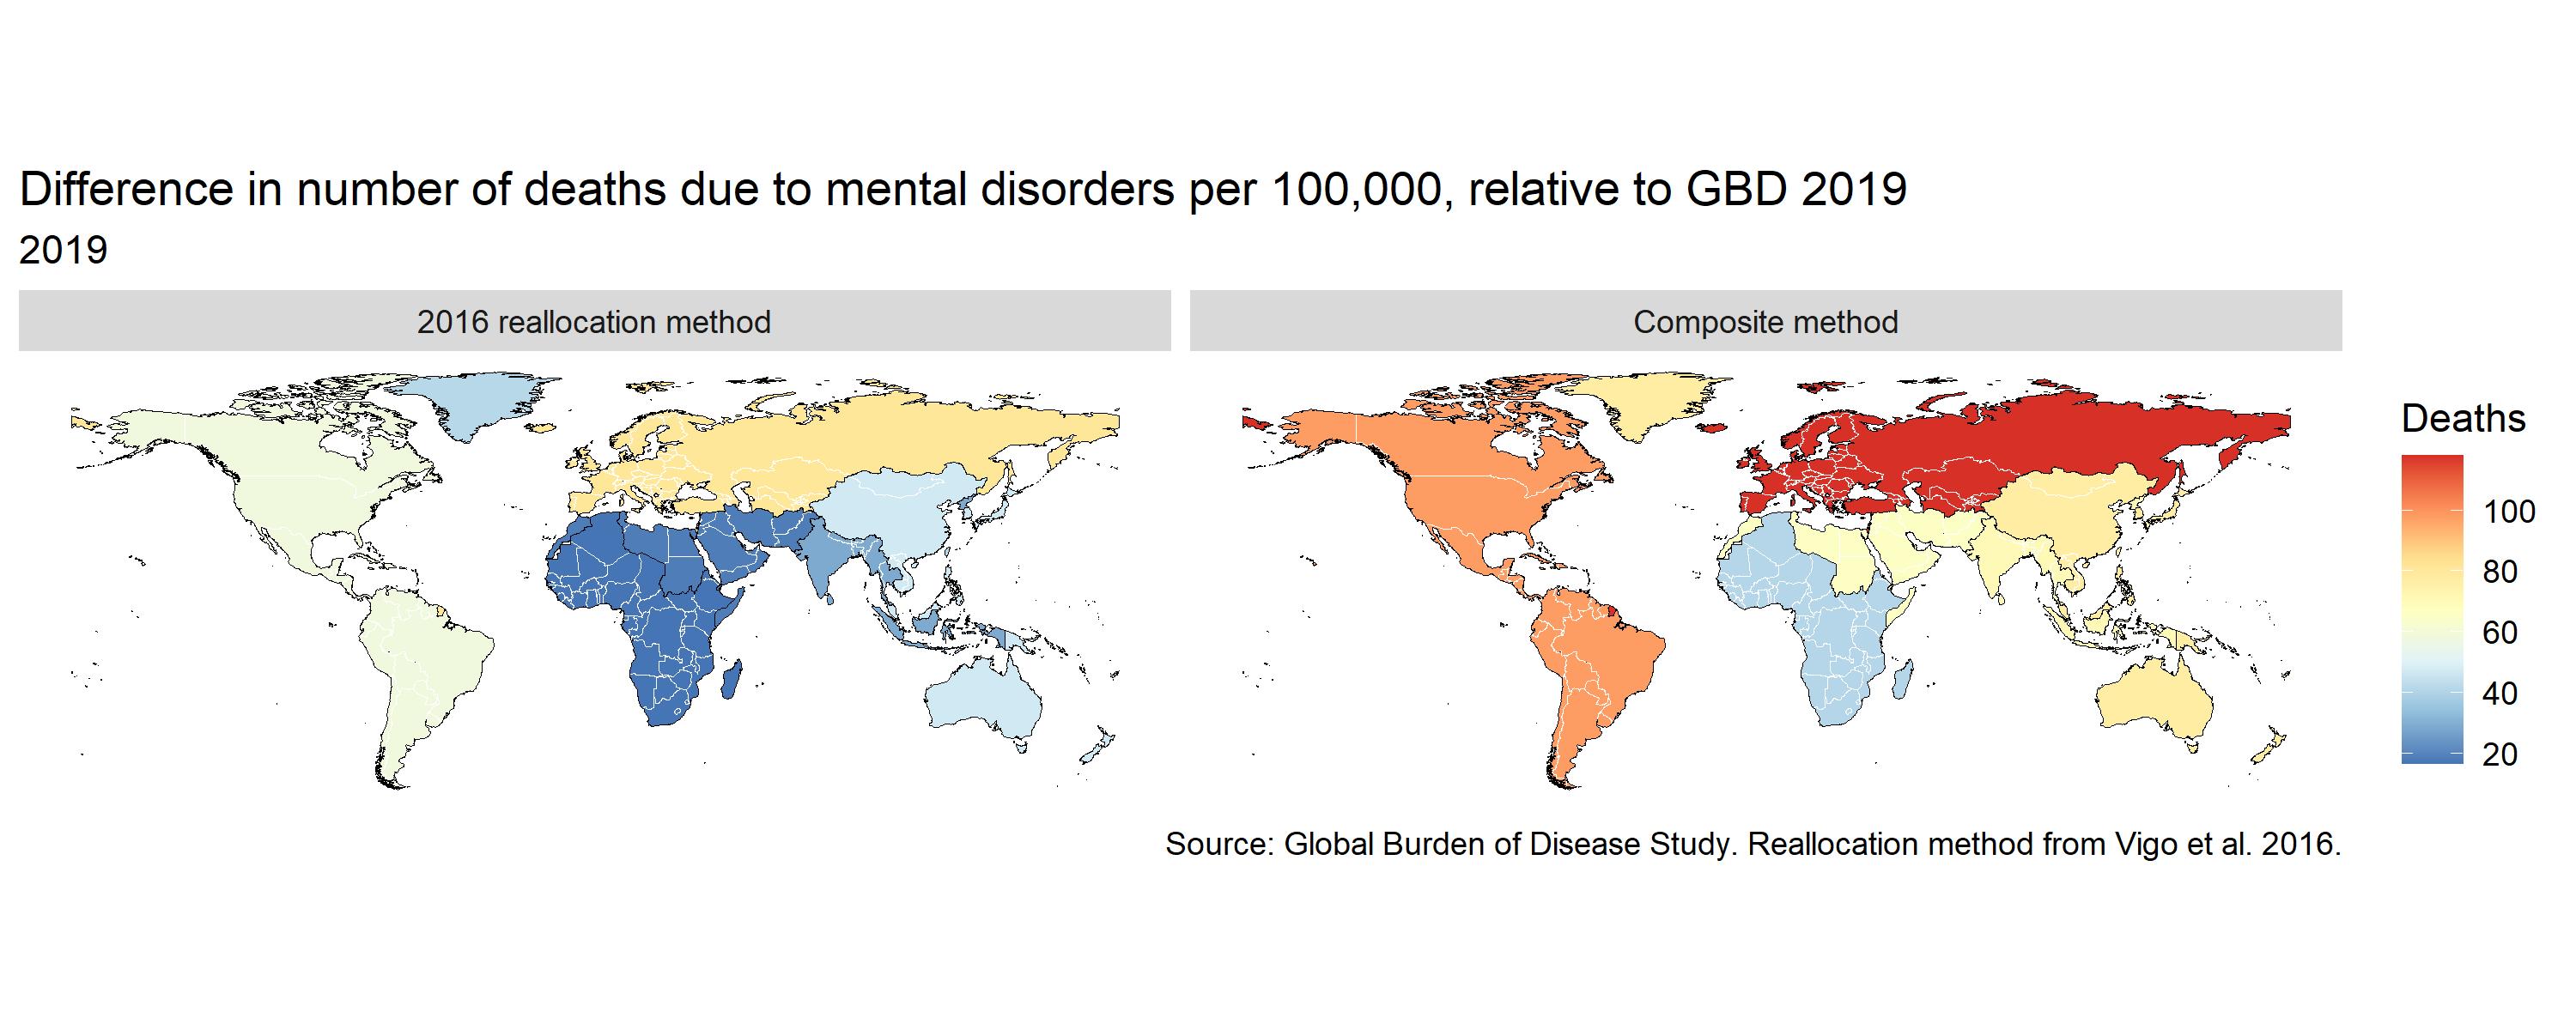 Difference in number of deaths due to mental disorders per 100,000, relative to GBD 2019
2019
2016 reallocation method
Composite method
Deaths
100
80
60
40
20
Source: Global Burden of Disease Study. Reallocation method from Vigo et al. 2016.